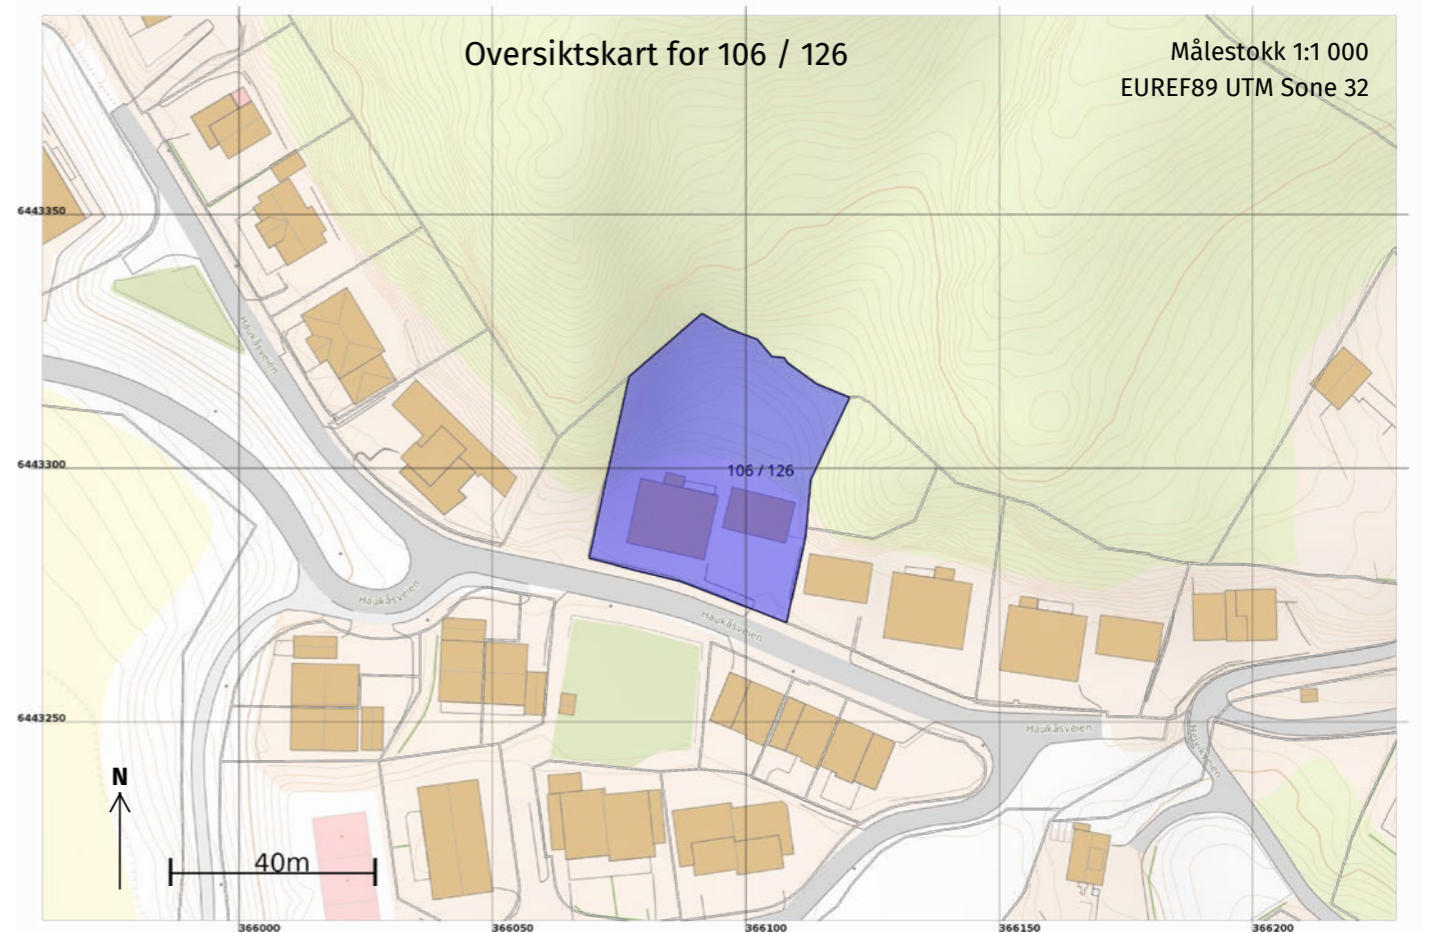 Oversiktskart for 106 / 126
Målestokk 1:1 000
EUREF89 UTM Sone 32
6443350
Haukåsveien
6443300
106 / 126
Haukåsveien
Haukåsveien
6443250
Haukåsveien
Heivikveien
N
40m
366000
366050
366100
366150
366200